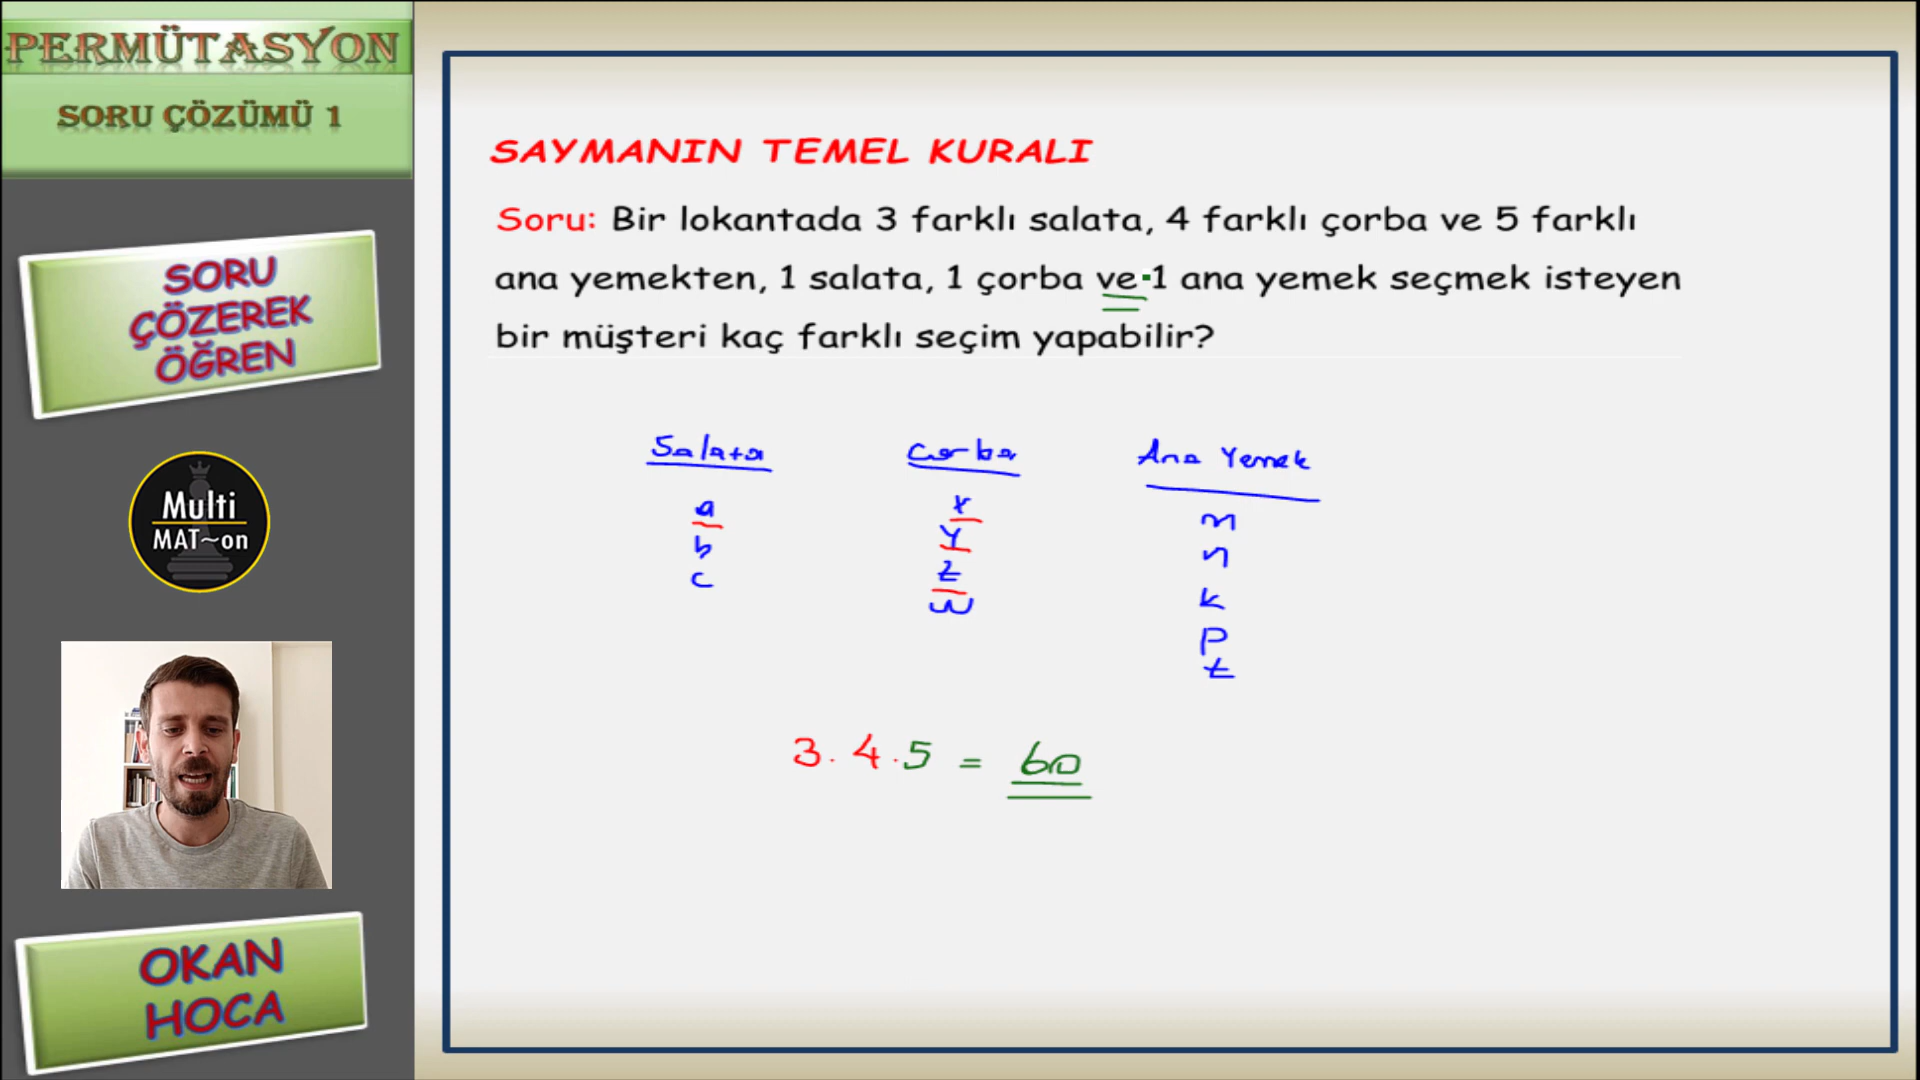 PERMÜTASYON
SORU ÇÖZÜMÜ 1
SORU
ÇÖZEREK
ÖĞREN
Multi
MAT~on
OKAN
HOCA
SAYMANIN TEMEL KURALI
Soru: Bir lokantada 3 farklı salata, 4 farklı çorba ve 5 farklı
ana yemekten, 1 salata, 1 çorba ve 1 ana yemek seçmek isteyen
bir müşteri kaç farklı seçim yapabilir?
Salata Çorba Ana Yemek
a x m
b y n
c z k
w p
t
3 . 4 . 5 = 60